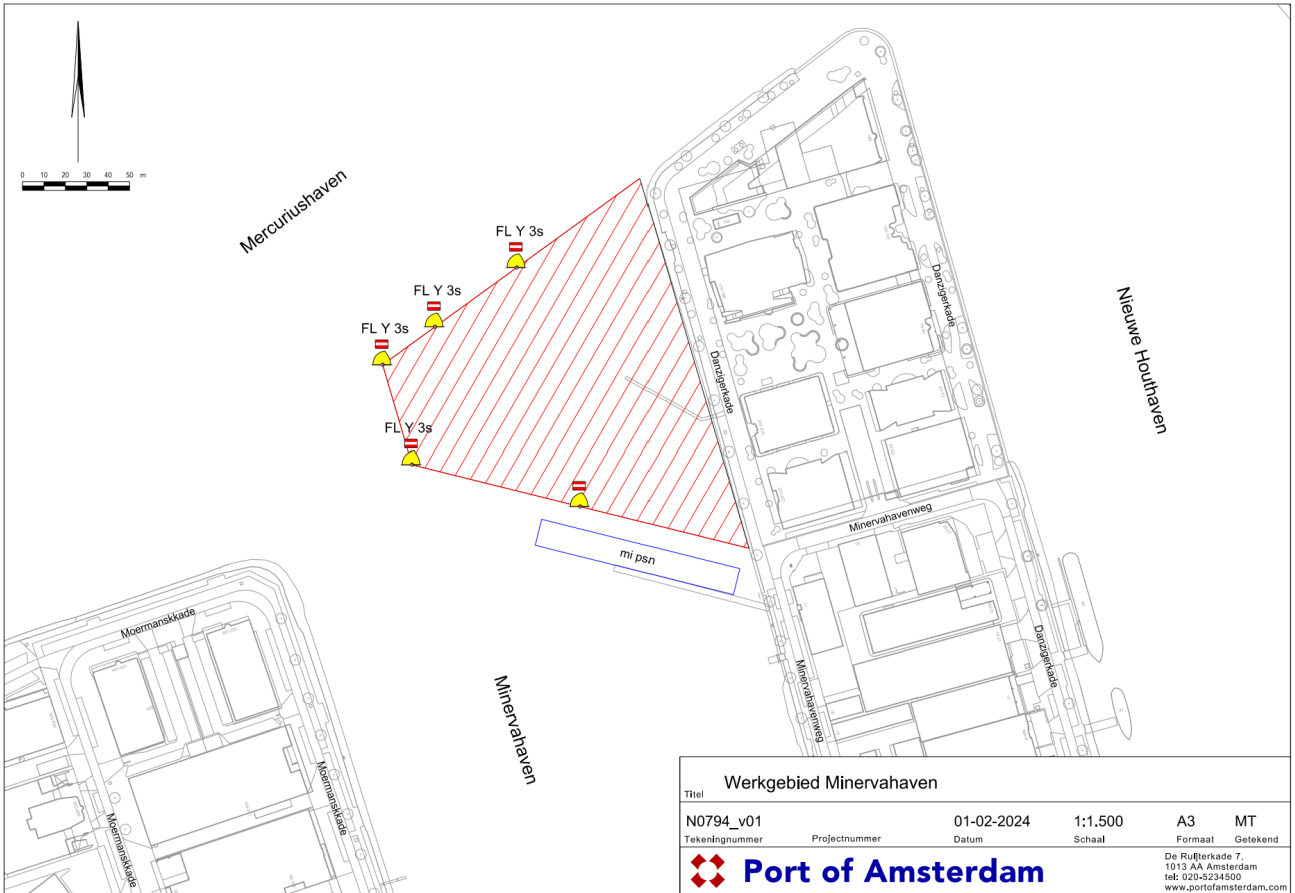 0 10 20 30 40 50 m
Mercuriushaven
FL Y 3s
FL Y 3s
FL Y 3s
FL Y 3s
mi psn
Danzigerkade
Danzigerkade
Nieuwe Houthaven
Minervahavenweg
Danzigerkade
Minervahavenweg
Moermanskkade
Moermanskkade
Moermanskkade
Minervahaven
Titel Werkgebied Minervahaven
N0794_v01 01-02-2024 1:1.500 A3 MT
Tekeningnummer Projectnummer Datum Schaal Formaat Getekend
Port of Amsterdam
De Ruijterkade 7,
1013 AA Amsterdam
tel: 020-5234500
www.portofamsterdam.com